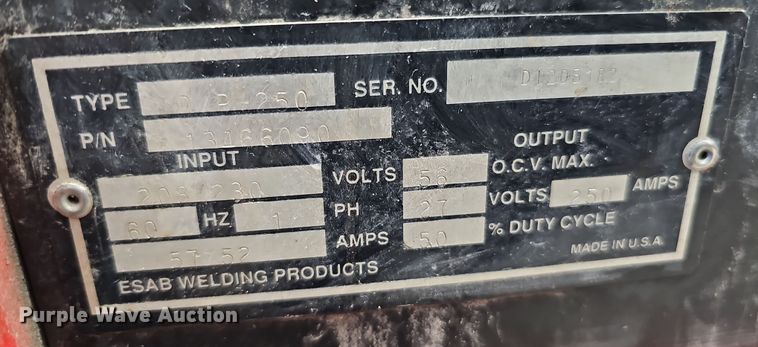 TYPE D/P-250 SER. NO.
P/N 13166090
INPUT OUTPUT
208/230 VOLTS 56 O.C.V. MAX.
60 HZ 1 PH 27 VOLTS 250 AMPS
57/52 AMPS 50 % DUTY CYCLE
ESAB WELDING PRODUCTS MADE IN U.S.A.
Purple Wave Auction